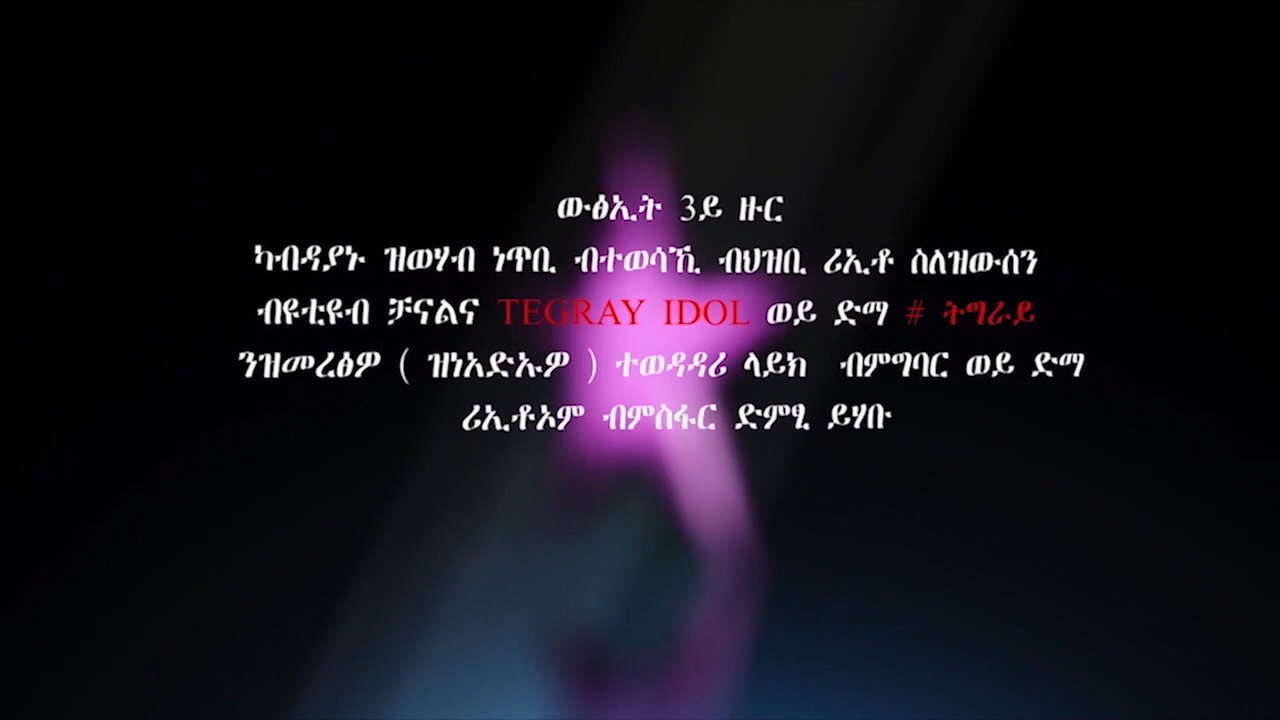 ውፅኢት 3ይ ዙር
ካብዳያኑ ዝወሃብ ነጥቢ ብተወሳኺ ብህዝቢ ሪኢቶ ስለዝውሰን
ብዩቲዩብ ቻናልና TEGRAY IDOL ወይ ድማ # ትግራይ
ንዝመረፅዎ ( ዝነአድኡዎ ) ተወዳዳሪ ላይክ ብምግባር ወይ ድማ
ሪኢቶኦም ብምስፋር ድምፂ ይሃቡ